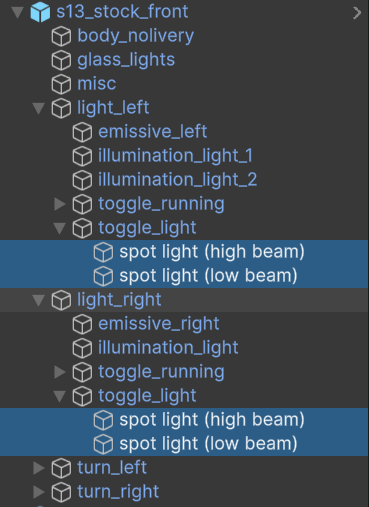 s13_stock_front
body_nolivery
glass_lights
misc
light_left
emissive_left
illumination_light_1
illumination_light_2
toggle_running
toggle_light
spot light (high beam)
spot light (low beam)
light_right
emissive_right
illumination_light
toggle_running
toggle_light
spot light (high beam)
spot light (low beam)
turn_left
turn_right